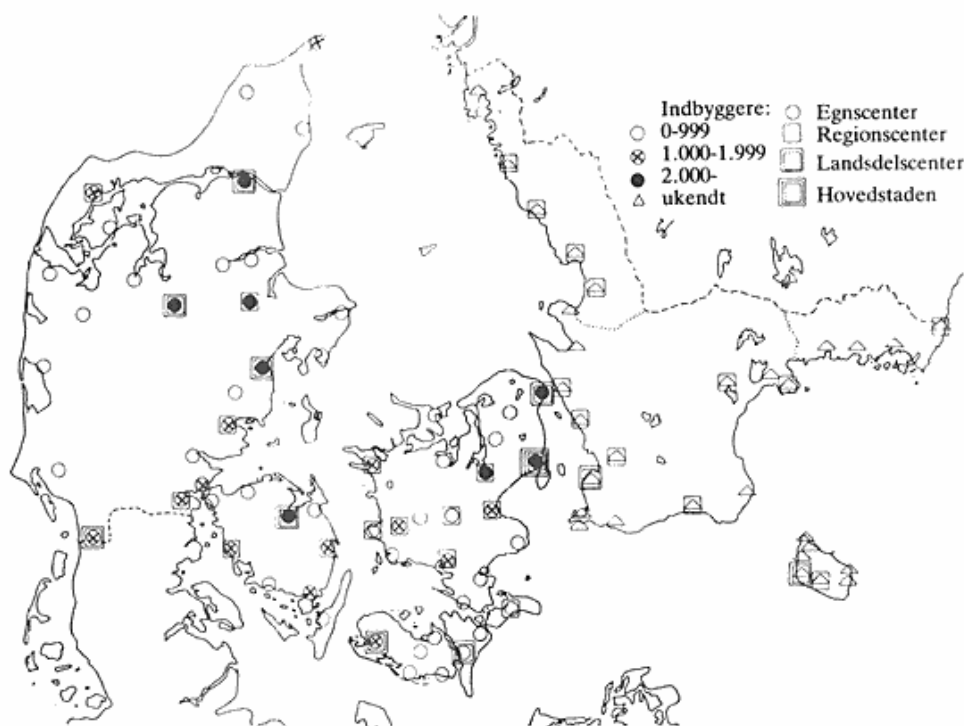 Indbyggere:
0-999
1.000-1.999
2.000-
ukendt
Egnscenter
Regionscenter
Landsdelscenter
Hovedstaden